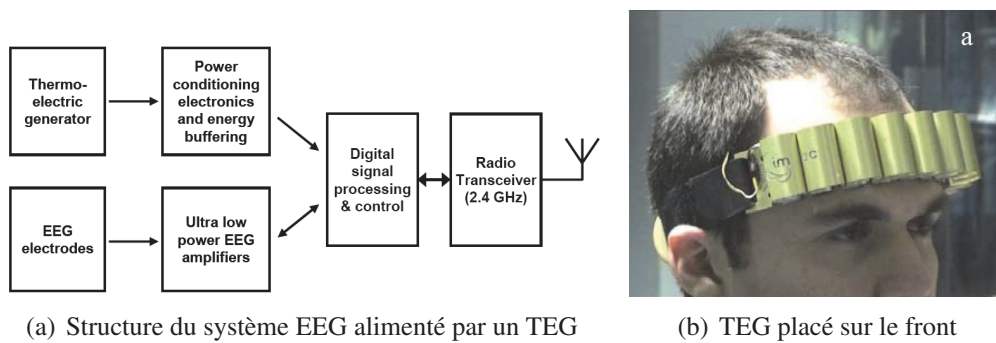 Thermo-
electric
generator
Power
conditioning
electronics
and energy
buffering
Digital
signal
processing
& control
Radio
Transceiver
(2.4 GHz)
EEG
electrodes
Ultra low
power EEG
amplifiers
a
im ec
(a) Structure du système EEG alimenté par un TEG
(b) TEG placé sur le front